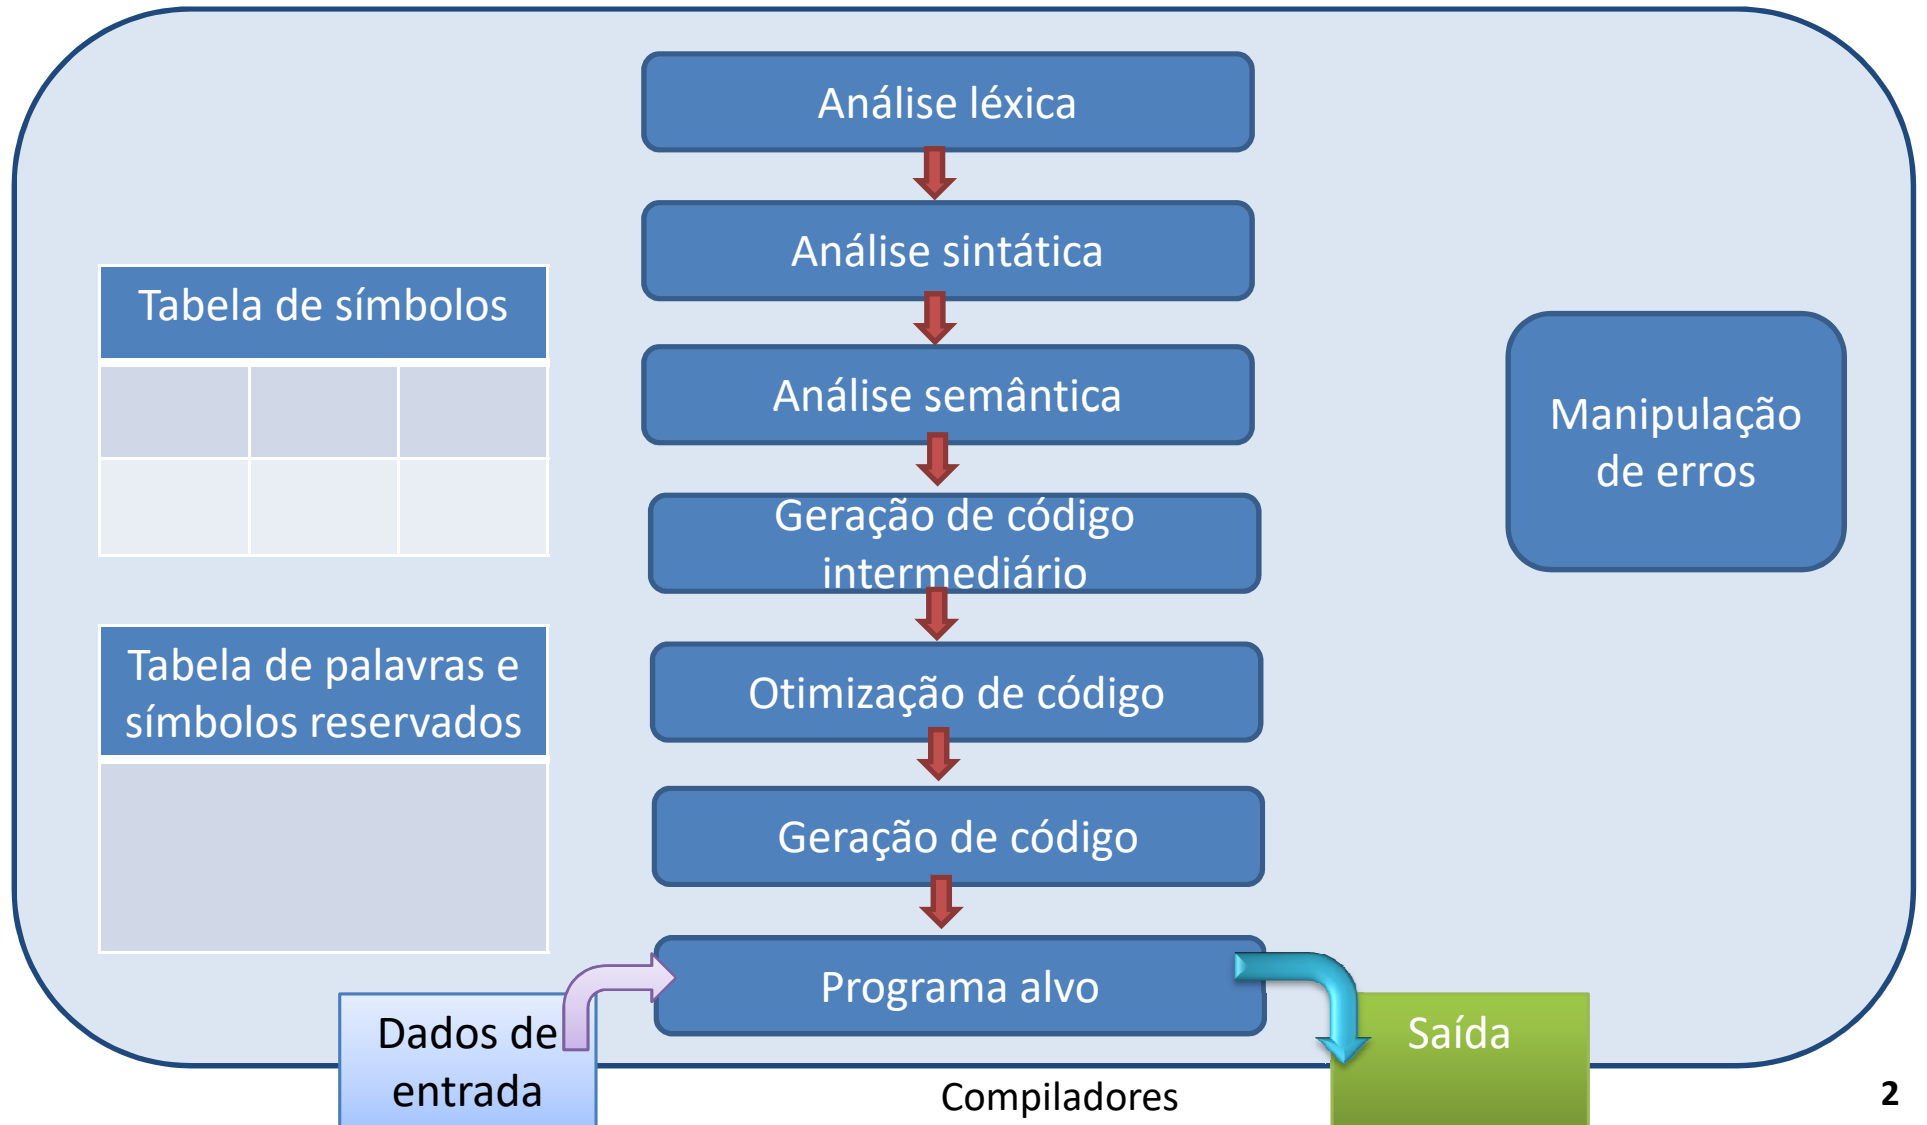 Análise léxica
Análise sintática
Tabela de símbolos
Análise semântica
Manipulação
de erros
Geração de código
intermediário
Tabela de palavras e
símbolos reservados
Otimização de código
Geração de código
Programa alvo
Dados de
entrada
Saída
Compiladores
2